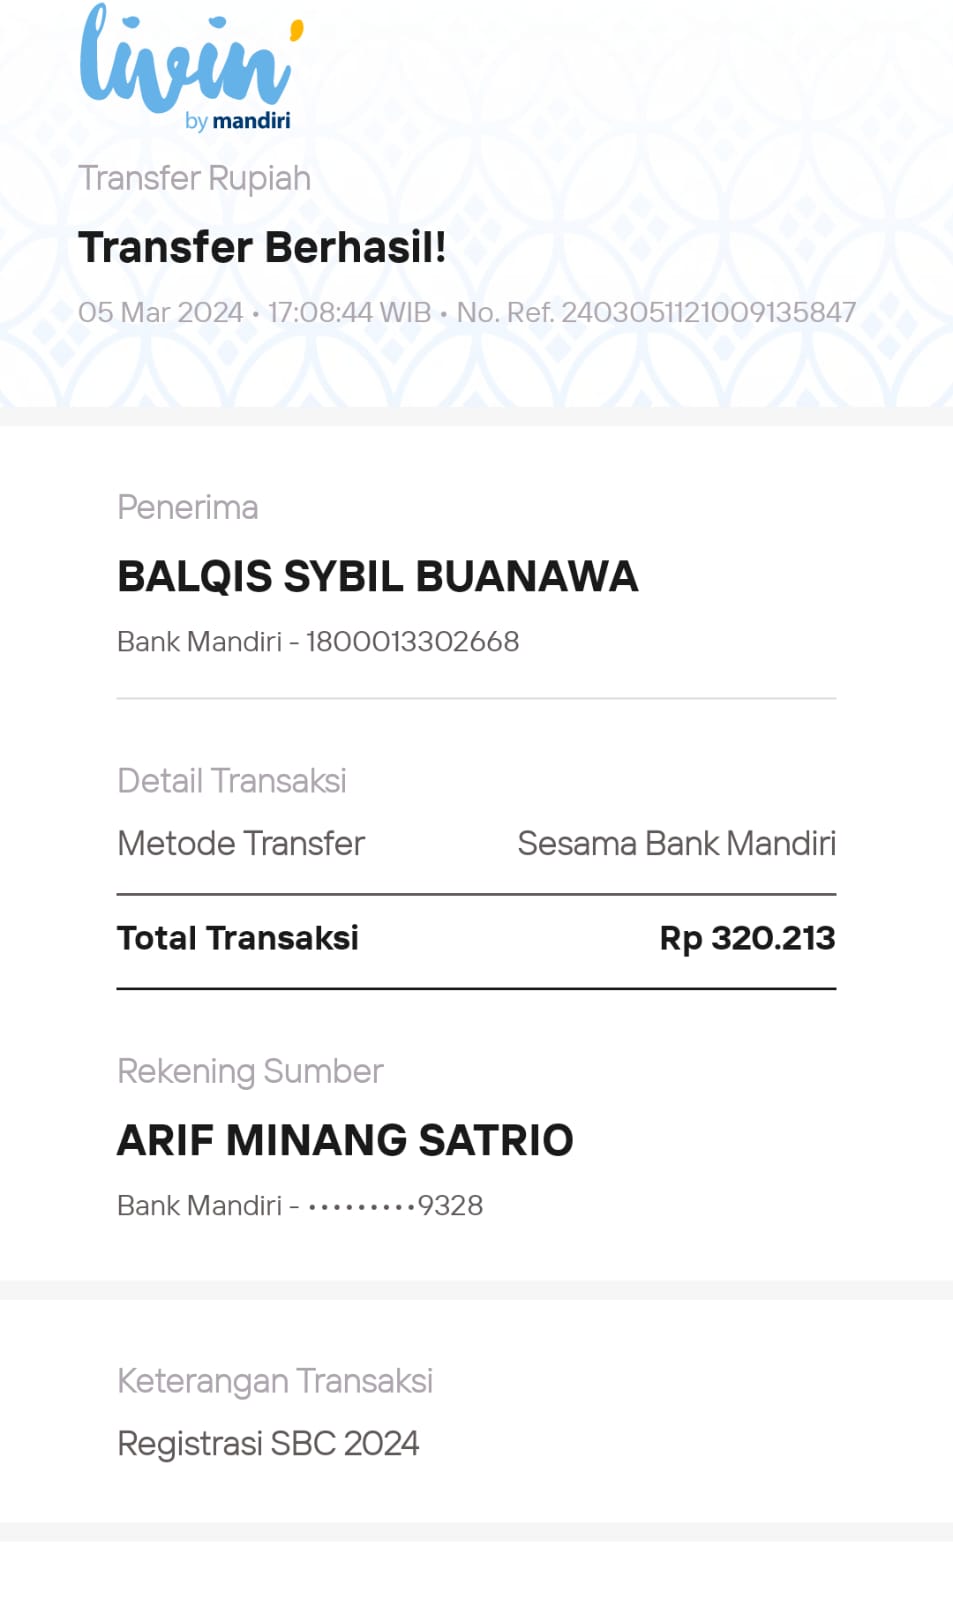 livin'
by mandiri
Transfer Rupiah
Transfer Berhasil!
05 Mar 2024 • 17:08:44 WIB • No. Ref. 2403051121009135847
Penerima
BALQIS SYBIL BUANAWA
Bank Mandiri - 1800013302668
Detail Transaksi
Metode Transfer Sesama Bank Mandiri
Total Transaksi Rp 320.213
Rekening Sumber
ARIF MINANG SATRIO
Bank Mandiri - •••••••••9328
Keterangan Transaksi
Registrasi SBC 2024